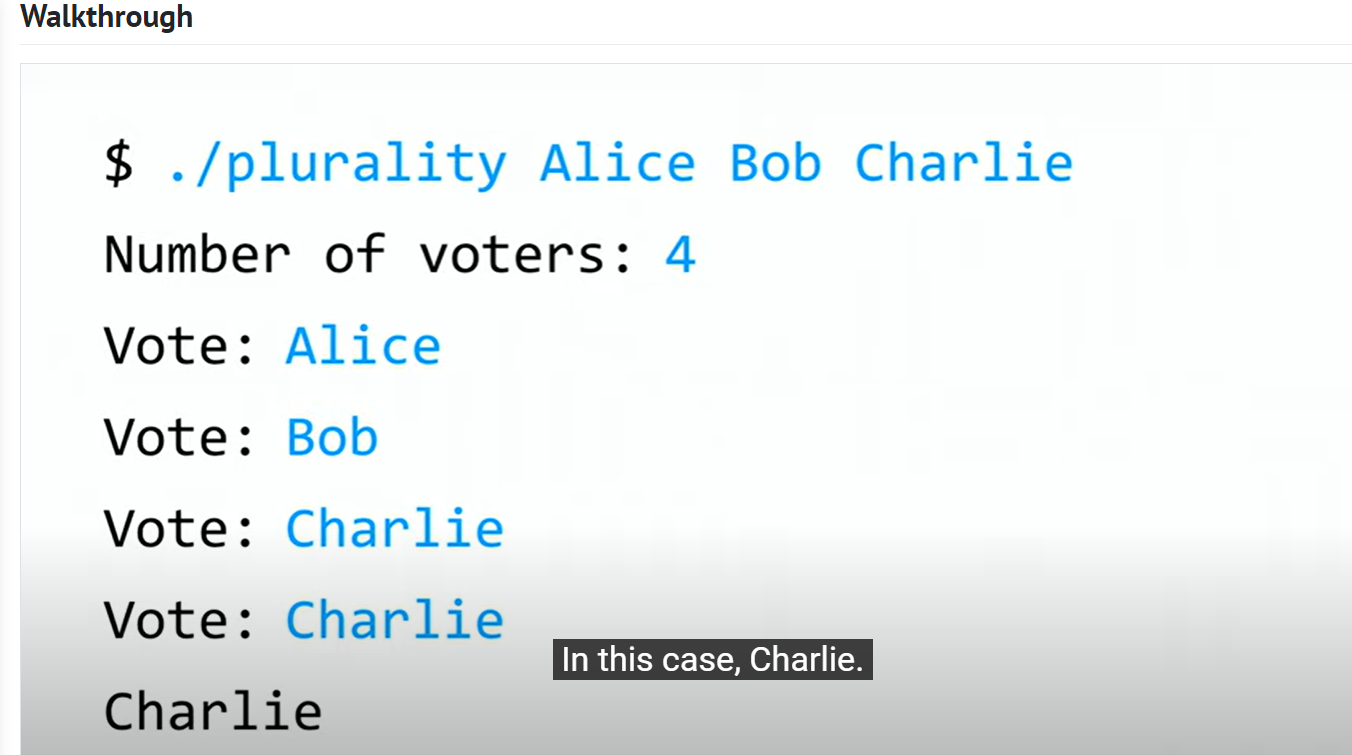 Walkthrough
$ ./plurality Alice Bob Charlie
Number of voters: 4
Vote: Alice
Vote: Bob
Vote: Charlie
Vote: Charlie
In this case, Charlie.
Charlie